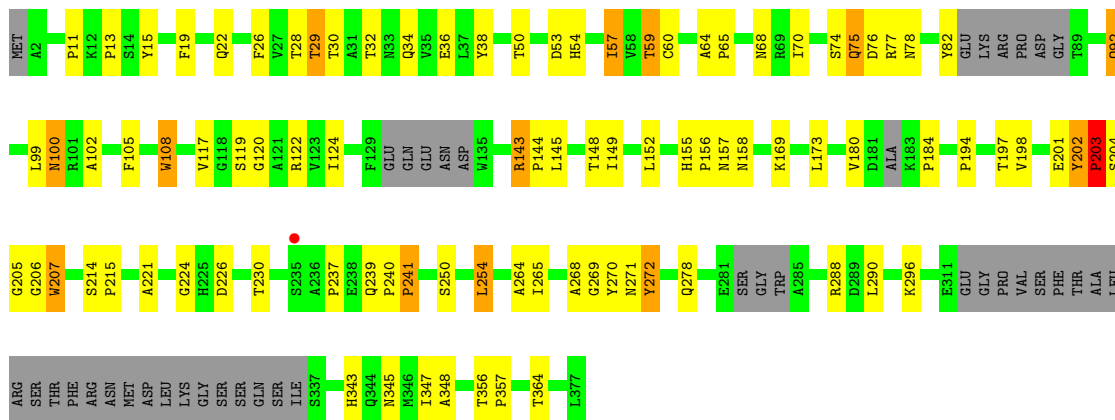 MET A2 P11 K12 P13 S14 Y15 F19 Q22 F26 V27 T28 T29 T30 A31 T32 N33 Q34 V35 E36 L37 Y38 T50 D53 H54 I57 V58 T59 C60 A64 P65 N68 R69 I70 S74 Q75 D76 R77 N78 Y82 GLU LYS ARG PRO ASP GLY T89
L99 N100 R101 A102 F105 W108 V117 G118 S119 G120 A121 R122 V123 I124 F129 GLU GLN GLU ASN ASP W135 R143 P144 L145 T148 I149 L152 H155 P156 N157 N158 K169 L173 V180 D181 ALA K183 P184 P194 T197 V198 E201 Y202 P203
G205 G206 W207 S214 P215 A221 G224 H225 D226 T230 S235 A236 P237 E238 Q239 P240 P241 S250 L254 A264 I265 A268 G269 Y270 N271 Y272 Q278 E281 SER GLY TRP A285 R288 D289 L290 K296 E311 GLU GLY PRO VAL SER PHE THR ALA
ARG SER THR PHE ARG ASN MET ASP LEU LYS GLY SER SER GLN SER ILE S337 H343 Q344 N345 M346 I347 A348 T356 P357 T364 L377